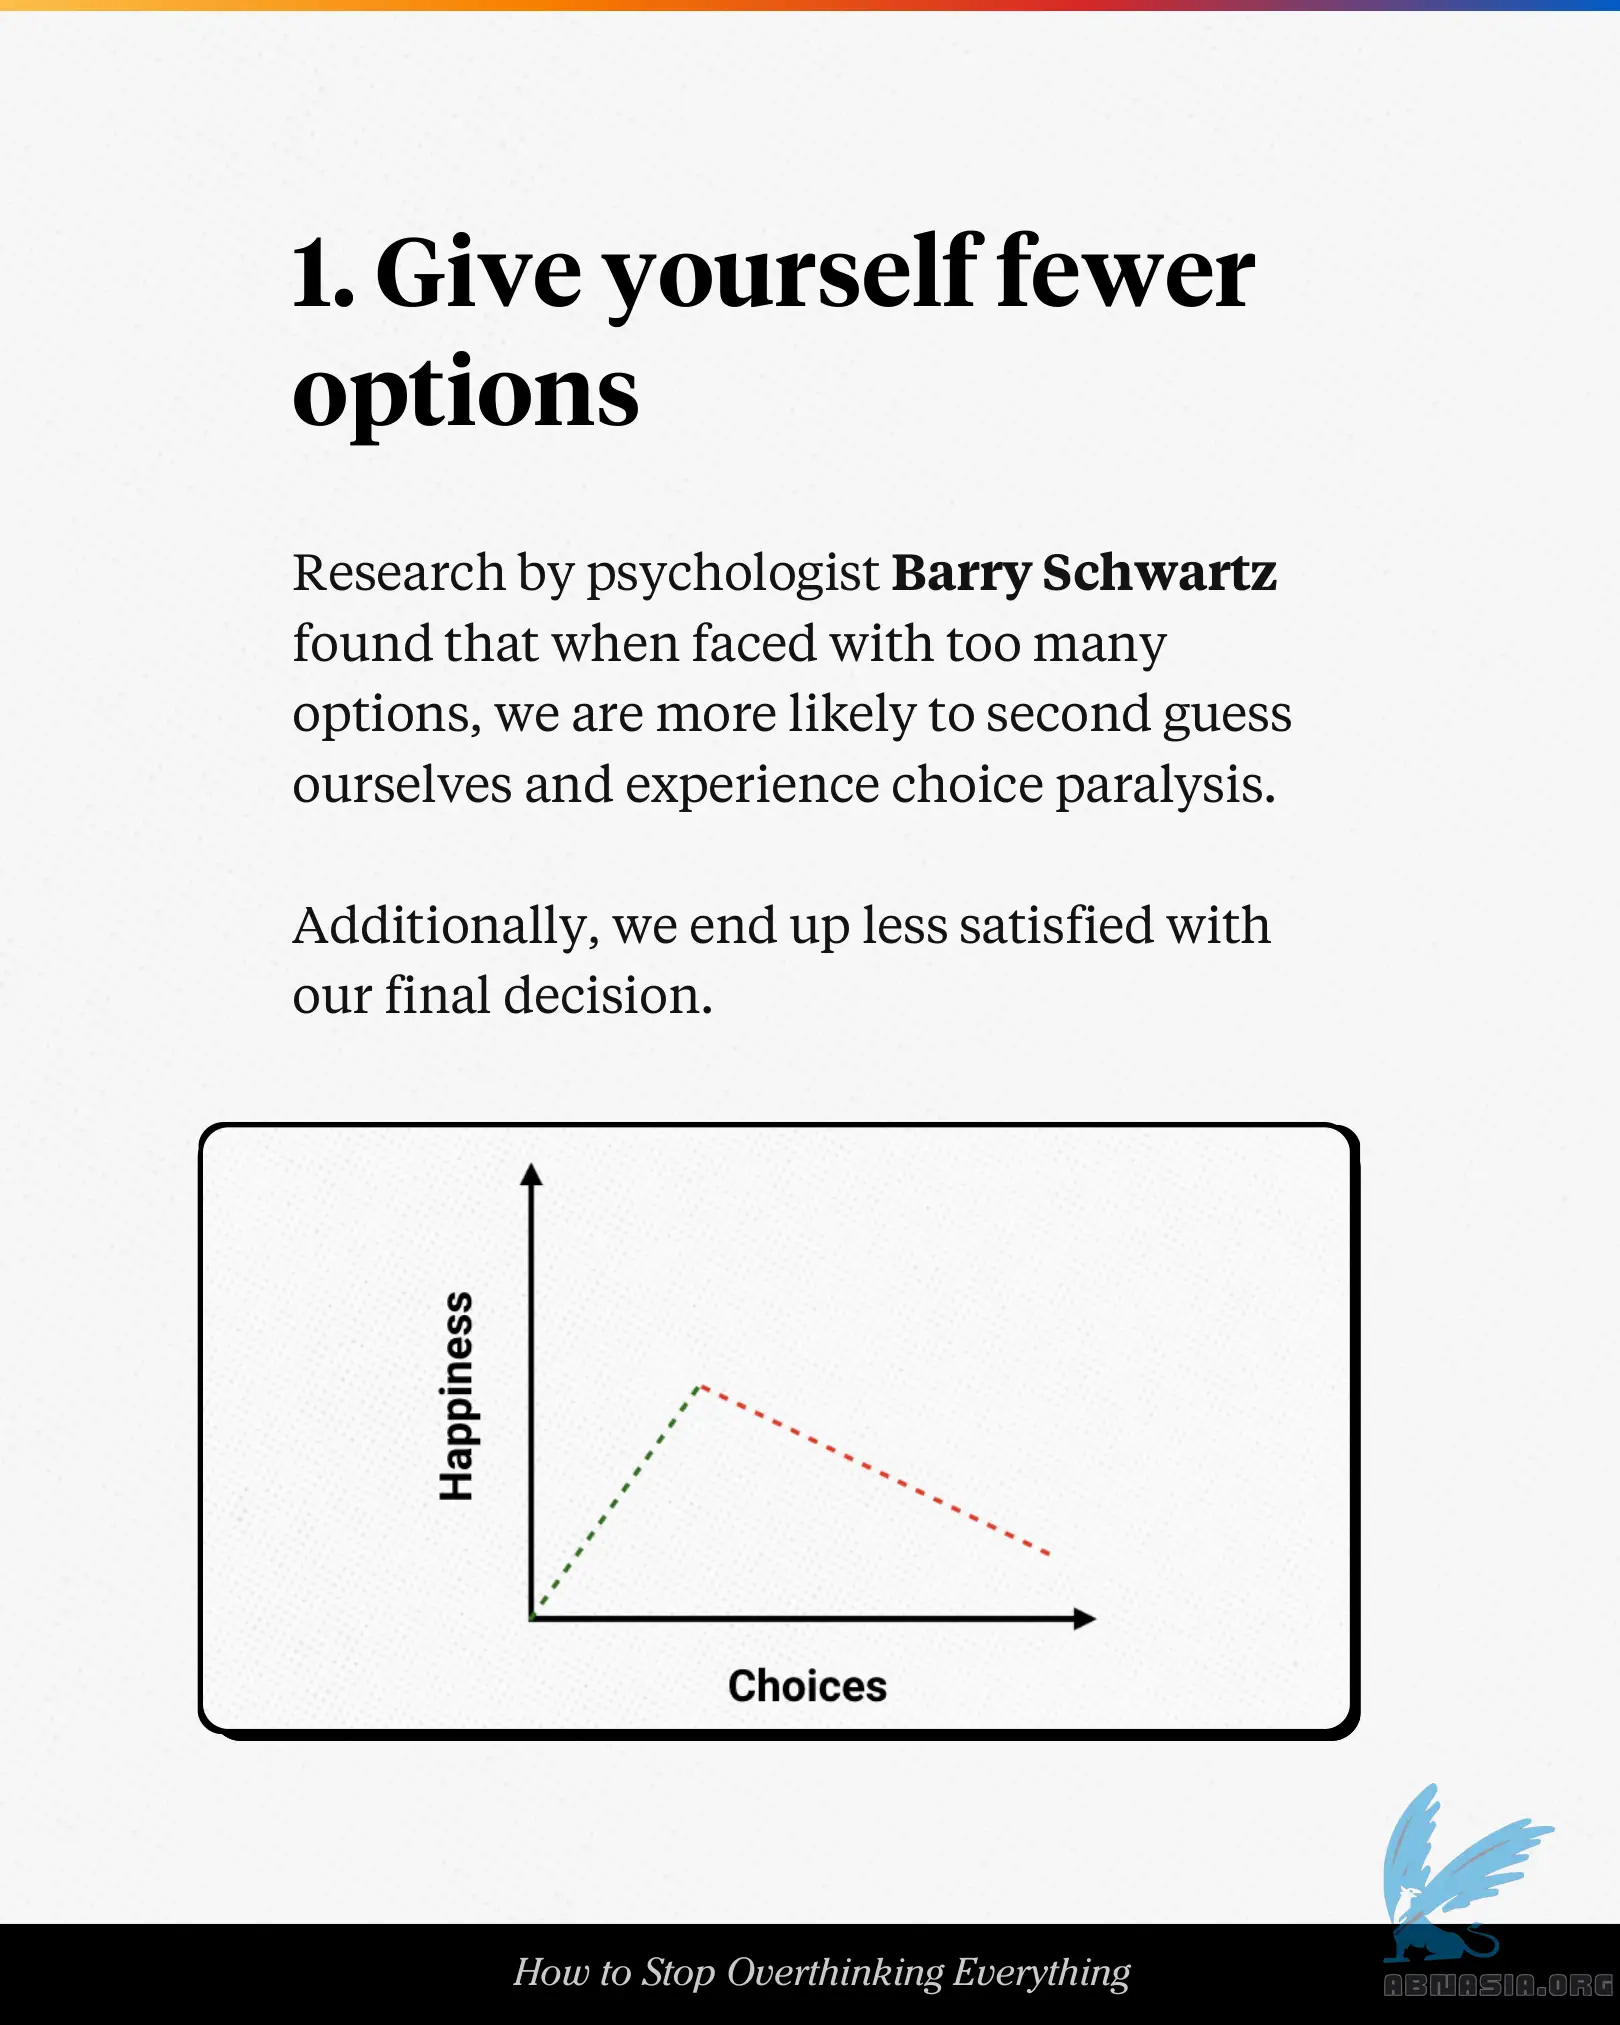 1. Give yourself fewer
options
Research by psychologist Barry Schwartz
found that when faced with too many
options, we are more likely to second guess
ourselves and experience choice paralysis.
Additionally, we end up less satisfied with
our final decision.
Happiness
Choices
How to Stop Overthinking Everything
ABNASIA.ORG